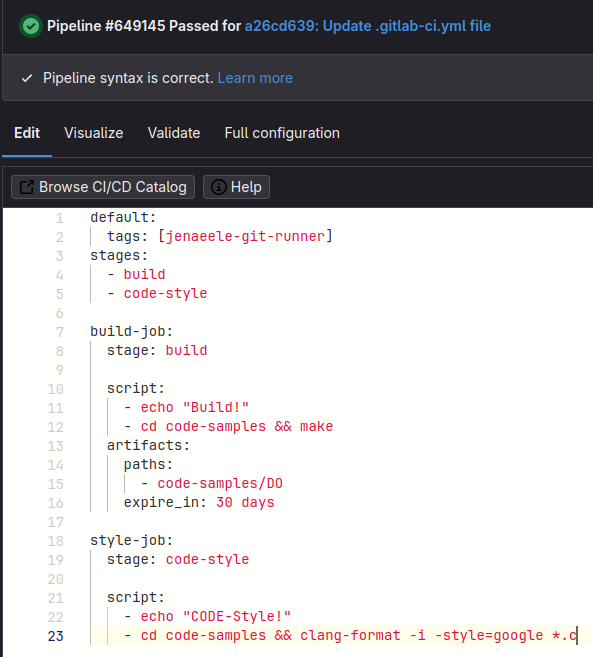 Pipeline #649145 Passed for a26cd639: Update .gitlab-ci.yml file
Pipeline syntax is correct. Learn more
Edit Visualize Validate Full configuration
Browse CI/CD Catalog Help
1 default:
2   tags: [jenaeele-git-runner]
3 stages:
4   - build
5   - code-style
6
7 build-job:
8   stage: build
9
10   script:
11     - echo "Build!"
12     - cd code-samples && make
13   artifacts:
14     paths:
15       - code-samples/DO
16     expire_in: 30 days
17
18 style-job:
19   stage: code-style
20
21   script:
22     - echo "CODE-Style!"
23     - cd code-samples && clang-format -i -style=google *.c